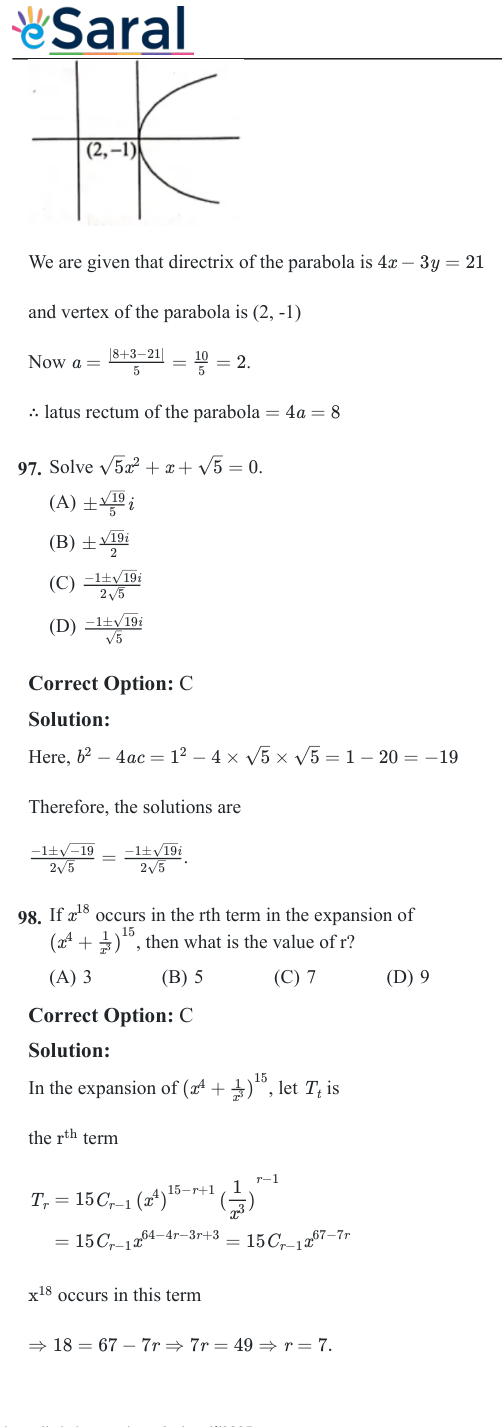 eSaral
(2,−1)
We are given that directrix of the parabola is 4x − 3y = 21
and vertex of the parabola is (2, -1)
Now a = |8+3−21|/5 = 10/5 = 2.
∴ latus rectum of the parabola = 4a = 8
97. Solve √5x² + x + √5 = 0.
(A) ±√19/5 i
(B) ±√19i/2
(C) −1±√19i/2√5
(D) −1±√19i/√5
Correct Option: C
Solution:
Here, b² − 4ac = 1² − 4 × √5 × √5 = 1 − 20 = −19
Therefore, the solutions are
−1±√−19/2√5 = −1±√19i/2√5.
98. If x¹⁸ occurs in the rth term in the expansion of
(x⁴ + 1/x³)¹⁵, then what is the value of r?
(A) 3 (B) 5 (C) 7 (D) 9
Correct Option: C
Solution:
In the expansion of (x⁴ + 1/x³)¹⁵, let Tₜ is
the rᵗʰ term
Tᵣ = 15Cᵣ₋₁ (x⁴)¹⁵⁻ʳ⁺¹ (1/x³)ʳ⁻¹
= 15Cᵣ₋₁x⁶⁴⁻⁴ʳ⁻³ʳ⁺³ = 15Cᵣ₋₁x⁶⁷⁻⁷ʳ
x¹⁸ occurs in this term
⇒ 18 = 67 − 7r ⇒ 7r = 49 ⇒ r = 7.